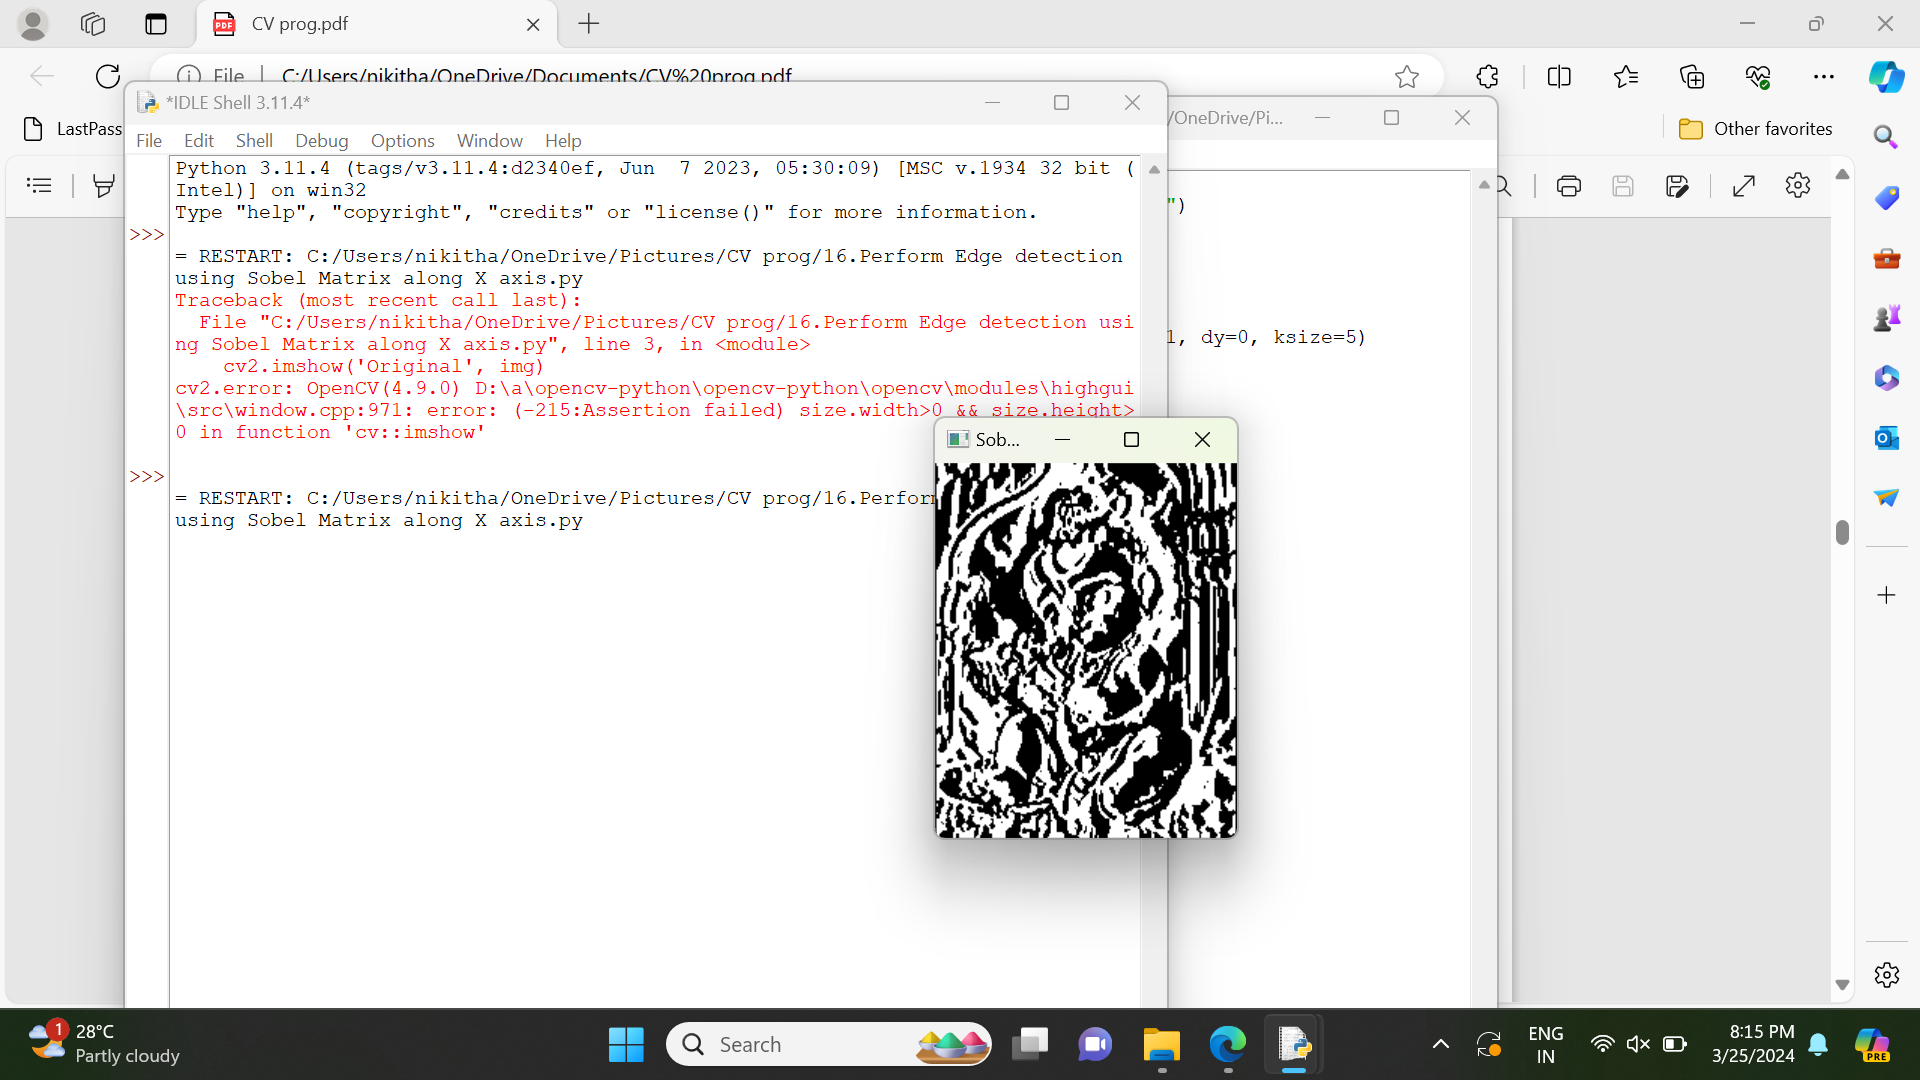 CV prog.pdf
File
C:/Users/nikitha/OneDrive/Documents/CV%20prog.pdf
*IDLE Shell 3.11.4*
/OneDrive/Pi...
LastPass
Other favorites
File Edit Shell Debug Options Window Help
Python 3.11.4 (tags/v3.11.4:d2340ef, Jun  7 2023, 05:30:09) [MSC v.1934 32 bit (
Intel)] on win32
Type "help", "copyright", "credits" or "license()" for more information.
")
>>>
= RESTART: C:/Users/nikitha/OneDrive/Pictures/CV prog/16.Perform Edge detection
using Sobel Matrix along X axis.py
Traceback (most recent call last):
  File "C:/Users/nikitha/OneDrive/Pictures/CV prog/16.Perform Edge detection usi
ng Sobel Matrix along X axis.py", line 3, in <module>
    cv2.imshow('Original', img)
cv2.error: OpenCV(4.9.0) D:\a\opencv-python\opencv-python\opencv\modules\highgui
\src\window.cpp:971: error: (-215:Assertion failed) size.width>0 && size.height>
0 in function 'cv::imshow'
1, dy=0, ksize=5)
Sob...
>>>
= RESTART: C:/Users/nikitha/OneDrive/Pictures/CV prog/16.Perform
using Sobel Matrix along X axis.py
1
28°C
Partly cloudy
Search
PRE
ENG
IN
8:15 PM
3/25/2024